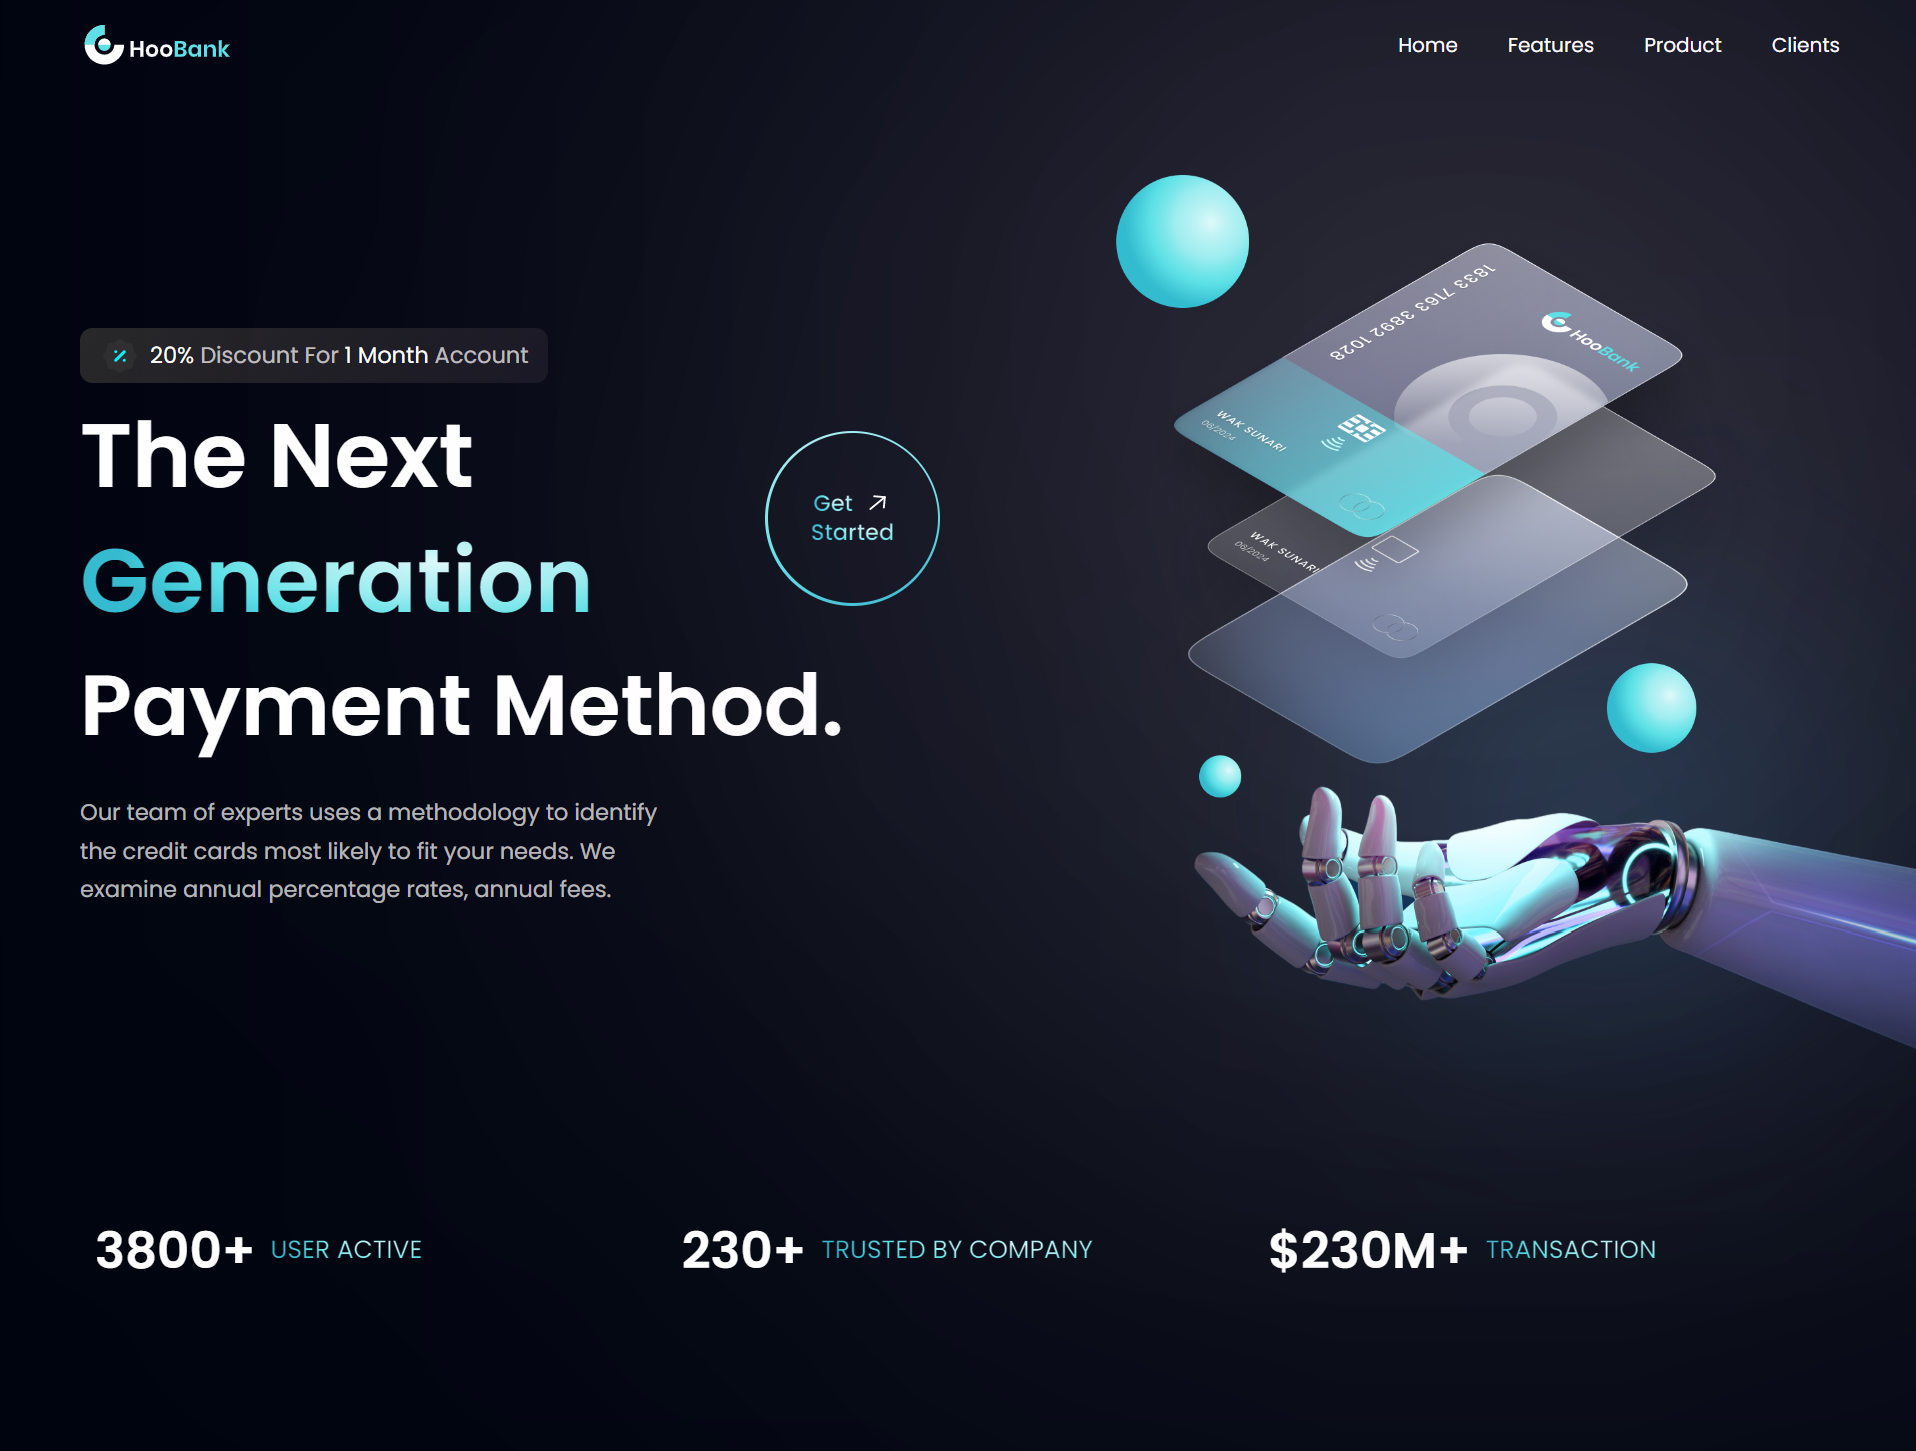 HooBank
Home Features Product Clients
20% Discount For 1 Month Account
The Next
Generation
Payment Method.
Get
Started
Our team of experts uses a methodology to identify
the credit cards most likely to fit your needs. We
examine annual percentage rates, annual fees.
1833 7163 3892 1028
HooBank
WAK SUNARI
06/2024
WAK SUNARI
06/2024
3800+ USER ACTIVE
230+ TRUSTED BY COMPANY
$230M+ TRANSACTION